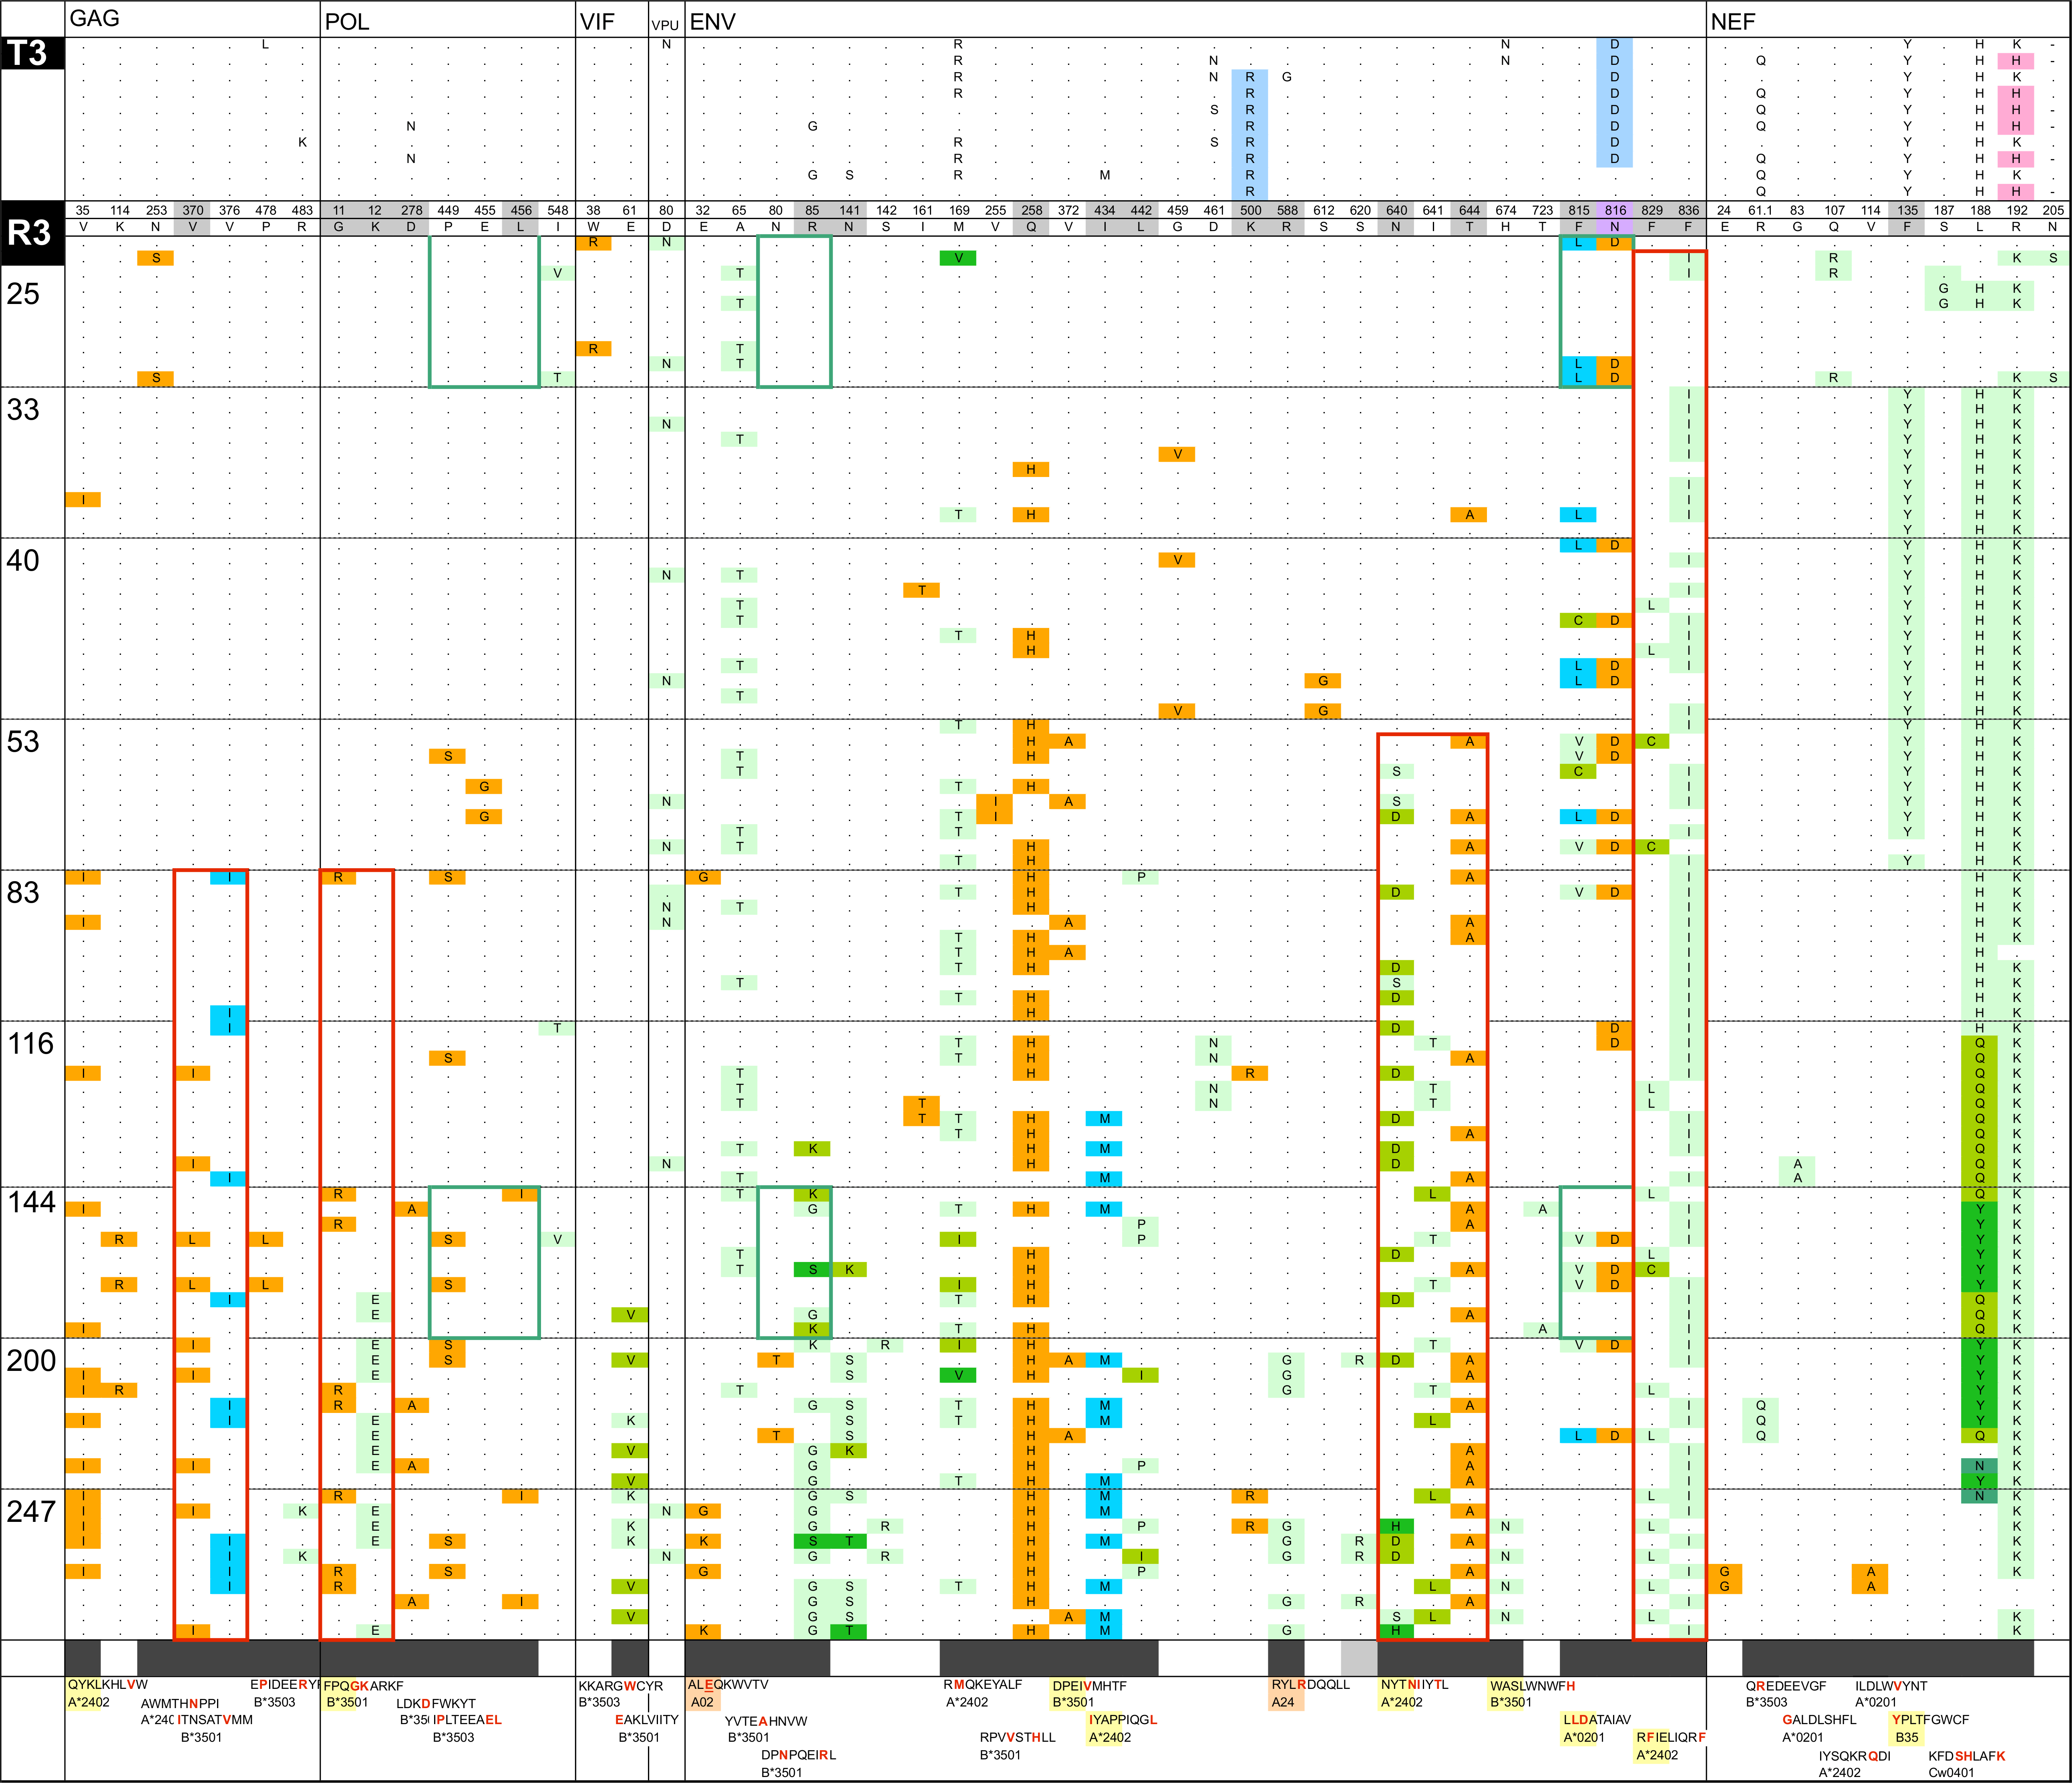 GAG POL VIF VPU ENV NEF
T3
L N R N D Y H K -
R N N D Q Y H H -
R N R G D Y H K
R R D Q Y H H -
S R D Q Y H H -
N G R D Q Y H H -
K R S R D Y H K
N R R D Q Y H H -
G S R M R Q Y H K
R Q Y H H -
35 114 253 370 376 478 483 11 12 278 449 455 456 548 38 61 80 32 65 80 85 141 142 161 169 255 258 372 434 442 459 461 500 588 612 620 640 641 644 674 723 815 816 829 836 24 61.1 83 107 114 135 187 188 192 205
R3 V K N V V P R G K D P E L I W E D E A N R N S I M V Q V I L G D K R S S N I T H T F N F F E R G Q V F S L R N
R N L D
S V I R K S
V T I R
25 G H K
T G H K
R T
N T L D
S T L D R K S
I Y H K
33 I Y H K
N I Y H K
T I Y H K
V I Y H K
H Y H K
I Y H K
I I Y H K
T H A L I Y H K
Y H K
L D Y H K
40 V I Y H K
N T Y H K
T I Y H K
T L Y H K
T C D I Y H K
T H I Y H K
H L I Y H K
T L D I Y H K
N G L D Y H K
T Y H K
V G I Y H K
T H I Y H K
53 H A A V D C Y H K
S T H V D Y H K
T S C I Y H K
G T H I Y H K
N I A S I Y H K
G T I D A L D Y H K
T T I Y H K
N T H A V D C Y H K
T H I Y H K
I I R S G H P A I H K
83 T H D V D I H K
N T H I H K
I N A A I H K
T H A I H K
T H A I H
T H D I H K
T S I H K
T H D I H K
I H I H K
I T D D I H K
116 T H N T D I Q K
S T H N A I Q K
I I T H R D I Q K
T N T L Q K
T T N T L Q K
T T H M D I Q K
T H A I Q K
T K H M D I Q K
I N H D A Q K
I T M A I A Q K
R I T K L L Q K
144 I A G T H M A A I Y K
R P A I Y K
R L L S V I P T V D I Y K
T H D L Y K
T S K H A V D C Y K
R L L S I H T V D I Y K
I E T H D I Q K
E V G A I Q K
I K T H A I Q K
I E S K R I H T V D I Y K
200 E S V T S H A M R D A I Y K
I I E S V H I G A I Y K
I R R T G T L Y K
I R A G S T H M A I Q Y K
I I E K S T H M L I Q Y K
E T S H A L D L Q Q K
E V G K H A I K
I I E A G H P A I N K
V G T H M A I Y K
I R I K G S H M R L L I N K
247 I I K E N G G H M A I K
I E K G R H P R G H N L K
I I E S K K S T H M R D A I K
I K N G R H I G R D N L K
I I R S G H P A I K
I R V G S T H M L N L G A
A I G S H G R A I G A
V G S A M S L N L K
I E K G T H M G H I K
QYKLKHLVW EPIDEERYF FPQGKARKF KKARGWCYR ALEQKWVTV RMQKEYALF DPEIVMHTF RYLRDQQLL NYTNIIYTL WASLWNWFH QREDEEVGF ILDLWVYNT
A*2402 B*3503 B*3501 B*3503 A02 A*2402 B*3501 A24 A*2402 B*3501 B*3503 A*0201
AWMTHNPPI LDKDFWKYT
A*240 ITNSATVMM B*350 IPLTEEAEL EAKLVIITY YVTEAHNVW IYAPPIQGL LLDATAIAV GALDLSHFL YPLTFGWCF
B*3501 B*3503 B*3501 B*3501 RPVVSTHLL A*2402 A*0201 RFIELIQRF A*0201 B35
DPNPQEIRL B*3501 A*2402 IYSQKRQDI KFDSHLAFK
B*3501 A*2402 Cw0401